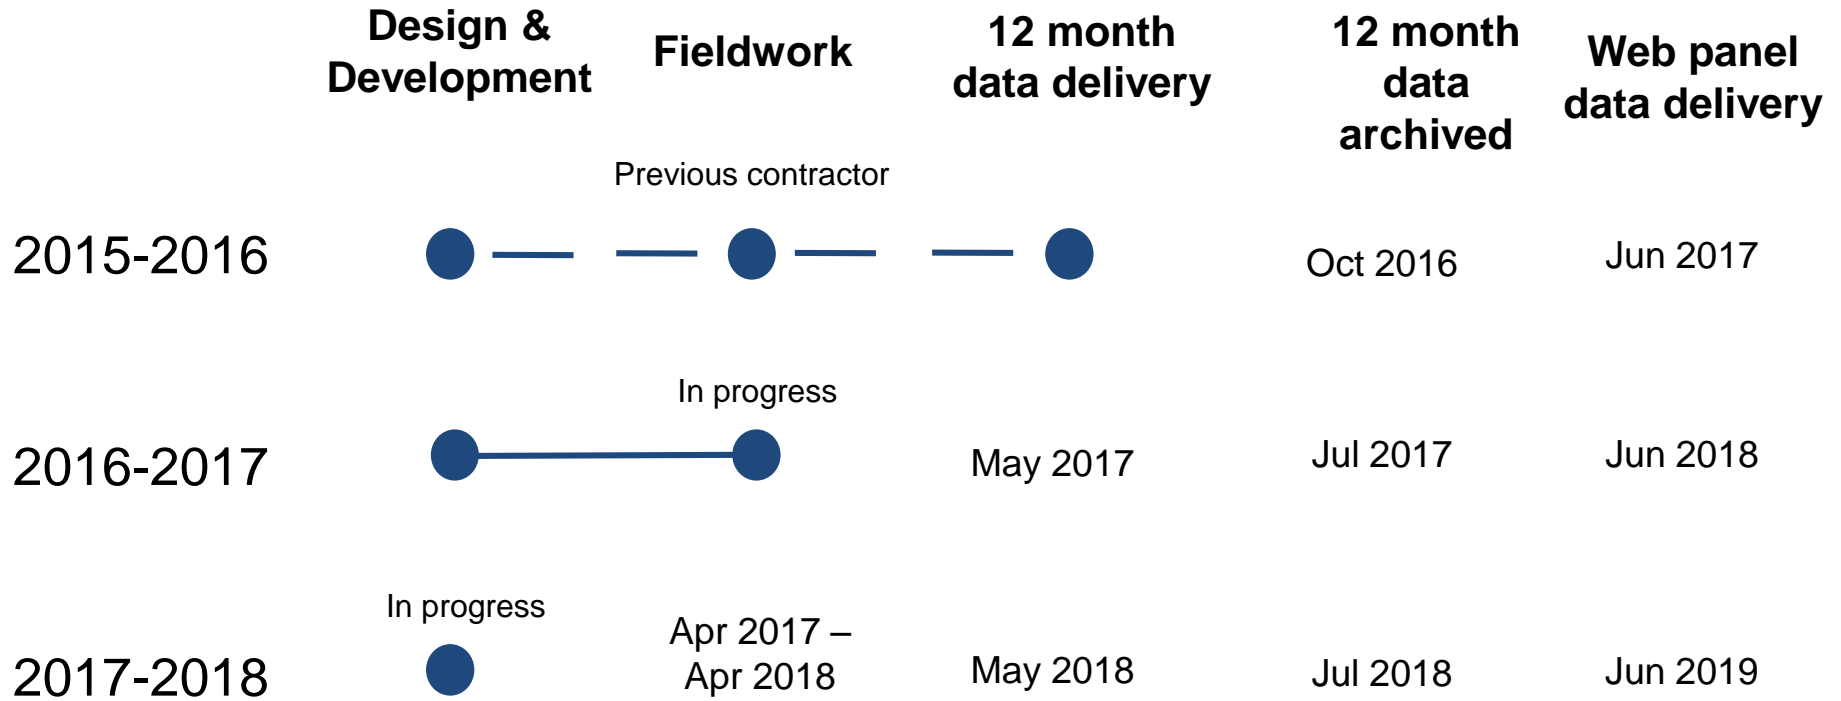 Design &
Development
Fieldwork
12 month
data delivery
12 month
data
archived
Web panel
data delivery
Previous contractor
2015-2016
Oct 2016
Jun 2017
In progress
2016-2017
May 2017
Jul 2017
Jun 2018
In progress
2017-2018
Apr 2017 –
Apr 2018
May 2018
Jul 2018
Jun 2019